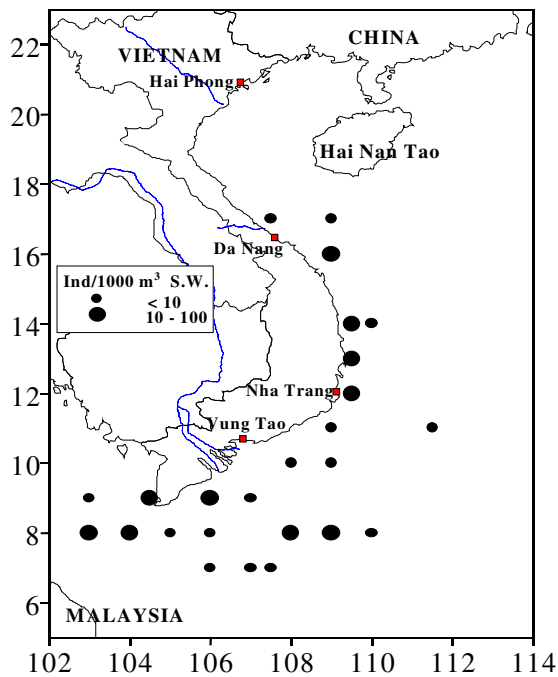 CHINA
VIETNAM
Hai Phong
Hai Nan Tao
Da Nang
Ind/1000 m³ S.W.
< 10
10 - 100
Nha Trang
Vung Tao
MALAYSIA
22
20
18
16
14
12
10
8
6
102 104 106 108 110 112 114